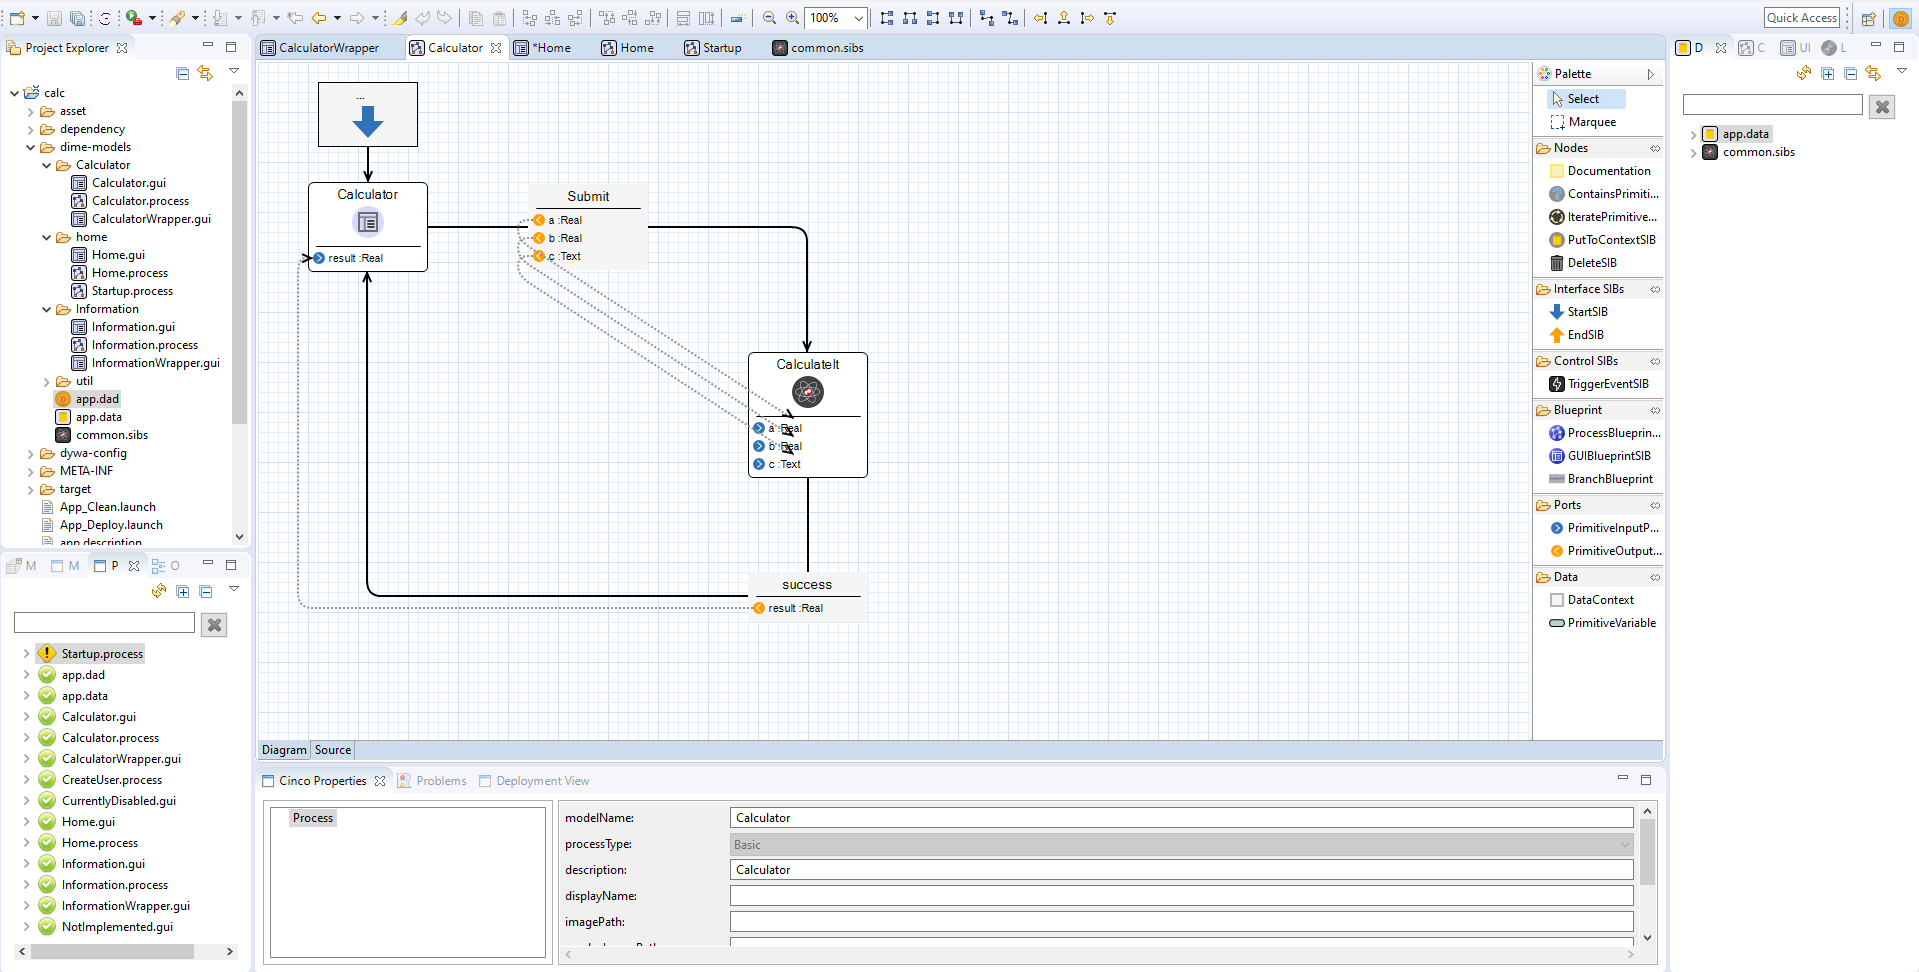 100%
Quick Access
Project Explorer
calc
asset
dependency
dime-models
Calculator
Calculator.gui
Calculator.process
CalculatorWrapper.gui
home
Home.gui
Home.process
Startup.process
Information
Information.gui
Information.process
InformationWrapper.gui
util
app.dad
app.data
common.sibs
dywa-config
META-INF
target
App_Clean.launch
App_Deploy.launch
app.description
M
M
P
O
Startup.process
app.dad
app.data
Calculator.gui
Calculator.process
CalculatorWrapper.gui
CreateUser.process
CurrentlyDisabled.gui
Home.gui
Home.process
Information.gui
Information.process
InformationWrapper.gui
NotImplemented.gui
CalculatorWrapper
Calculator
*Home
Home
Startup
common.sibs
...
Calculator
result :Real
Submit
a :Real
b :Real
c :Text
CalculateIt
a :Real
b :Real
c :Text
success
result :Real
Diagram
Source
Palette
Select
Marquee
Nodes
Documentation
ContainsPrimiti...
IteratePrimitive...
PutToContextSIB
DeleteSIB
Interface SIBs
StartSIB
EndSIB
Control SIBs
TriggerEventSIB
Blueprint
ProcessBlueprin...
GUIBlueprintSIB
BranchBlueprint
Ports
PrimitiveInputP...
PrimitiveOutput...
Data
DataContext
PrimitiveVariable
Cinco Properties
Problems
Deployment View
Process
modelName:
Calculator
processType:
Basic
description:
Calculator
displayName:
imagePath:
D
C
UI
L
app.data
common.sibs